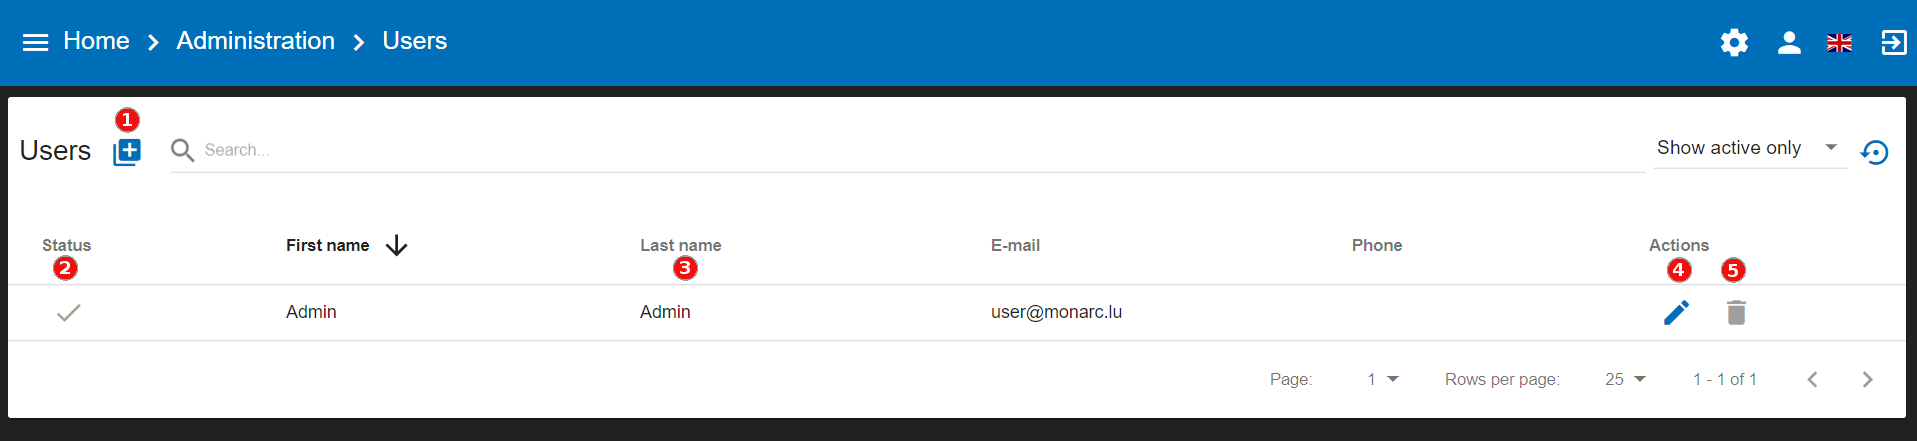 Home > Administration > Users
1
Users Search... Show active only
Status First name Last name E-mail Phone Actions
2 3 4 5
Admin Admin user@monarc.lu
Page: 1 Rows per page: 25 1 - 1 of 1